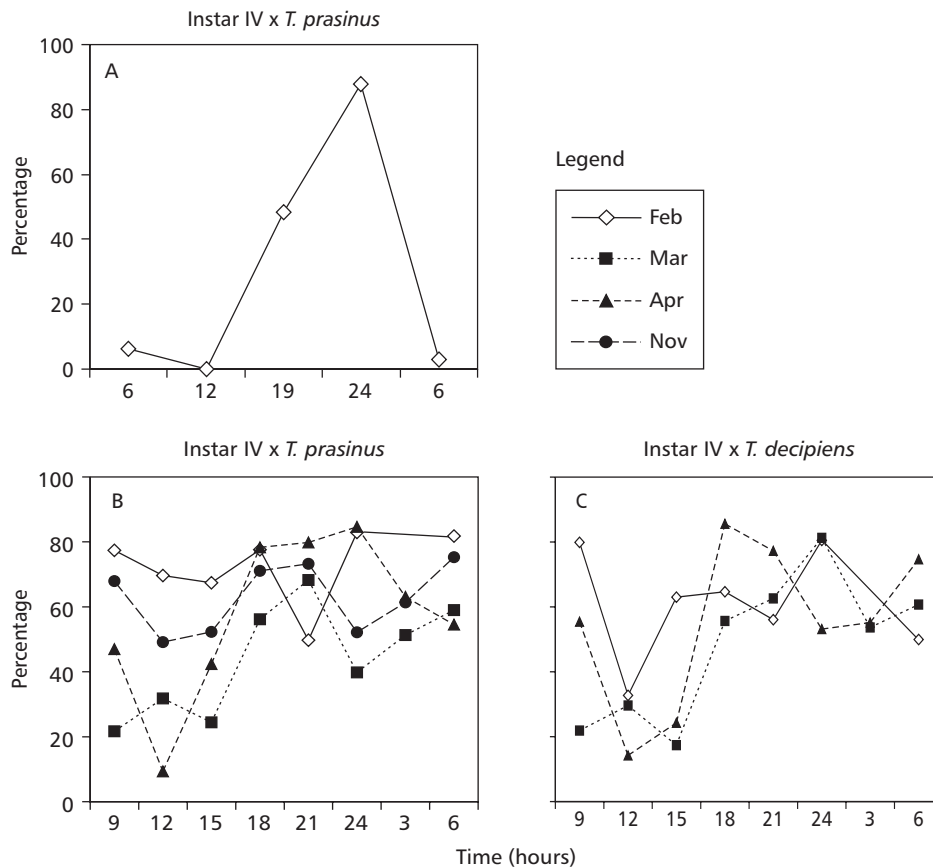 Instar IV x T. prasinus
A
100
80
60
40
20
0
Percentage
6 12 19 24 6
Legend
Feb
Mar
Apr
Nov
Instar IV x T. prasinus
B
100
80
60
40
20
0
Percentage
9 12 15 18 21 24 3 6
Instar IV x T. decipiens
C
9 12 15 18 21 24 3 6
Time (hours)